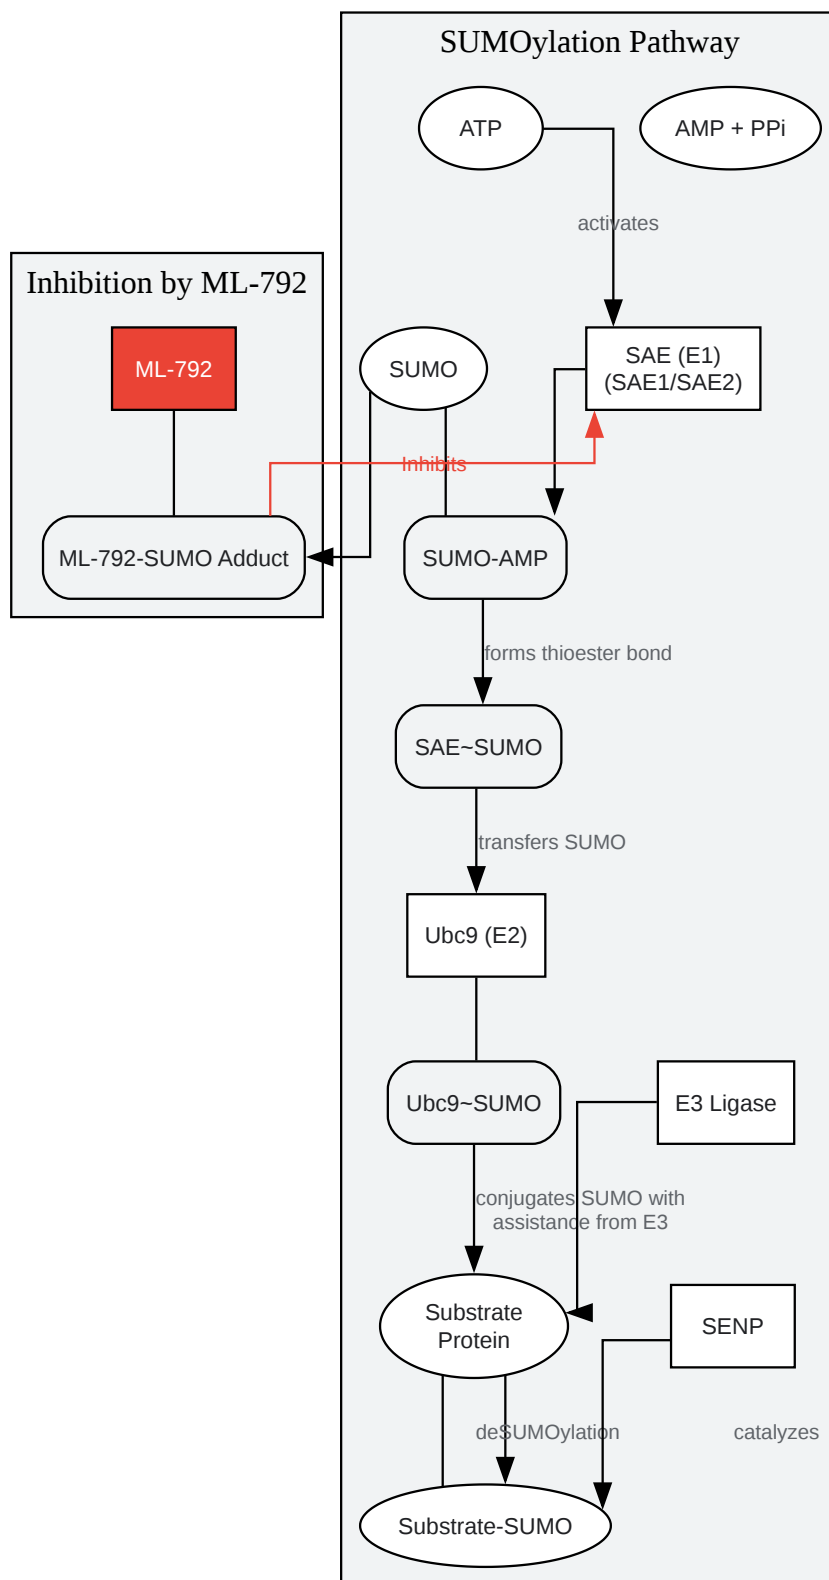 SUMOylation Pathway
ATP
AMP + PPi
activates
Inhibition by ML-792
ML-792
SUMO
SAE (E1)
(SAE1/SAE2)
Inhibits
ML-792-SUMO Adduct
SUMO-AMP
forms thioester bond
SAE~SUMO
transfers SUMO
Ubc9 (E2)
Ubc9~SUMO
E3 Ligase
conjugates SUMO with
assistance from E3
Substrate
Protein
SENP
deSUMOylation
catalyzes
Substrate-SUMO